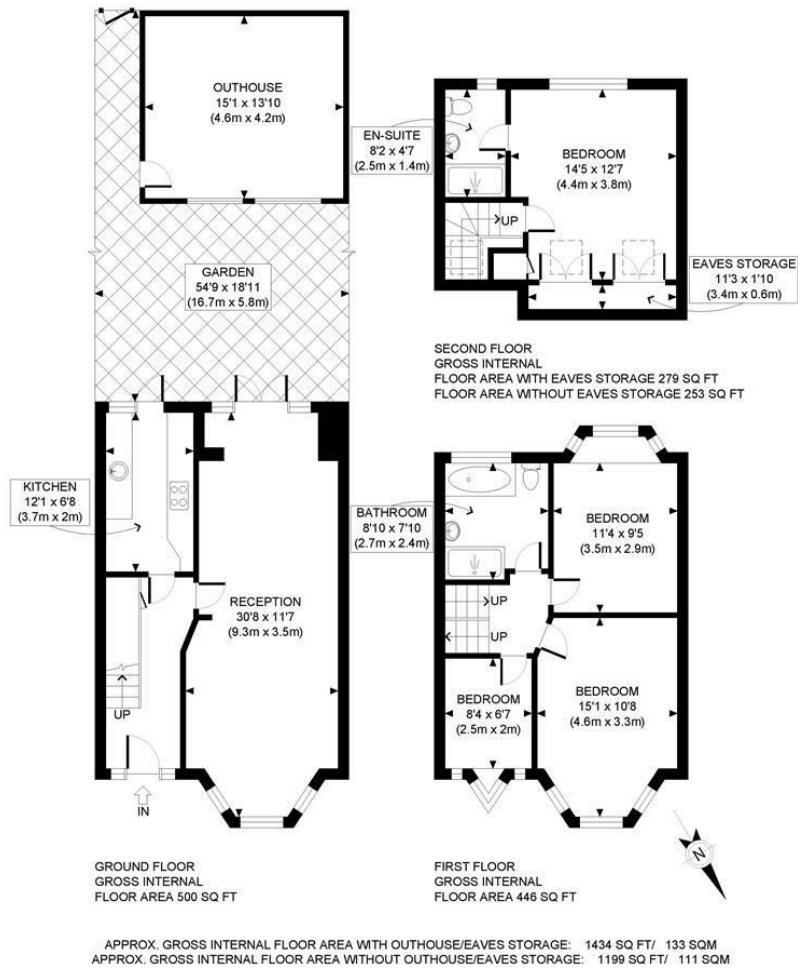 OUTHOUSE
15'1 x 13'10
(4.6m x 4.2m)
EN-SUITE
8'2 x 4'7
(2.5m x 1.4m)
BEDROOM
14'5 x 12'7
(4.4m x 3.8m)
UP
EAVES STORAGE
11'3 x 1'10
(3.4m x 0.6m)
GARDEN
54'9 x 18'11
(16.7m x 5.8m)
SECOND FLOOR
GROSS INTERNAL
FLOOR AREA WITH EAVES STORAGE 279 SQ FT
FLOOR AREA WITHOUT EAVES STORAGE 253 SQ FT
KITCHEN
12'1 x 6'8
(3.7m x 2m)
RECEPTION
30'8 x 11'7
(9.3m x 3.5m)
UP
IN
BATHROOM
8'10 x 7'10
(2.7m x 2.4m)
BEDROOM
11'4 x 9'5
(3.5m x 2.9m)
UP
UP
BEDROOM
8'4 x 6'7
(2.5m x 2m)
BEDROOM
15'1 x 10'8
(4.6m x 3.3m)
N
GROUND FLOOR
GROSS INTERNAL
FLOOR AREA 500 SQ FT
FIRST FLOOR
GROSS INTERNAL
FLOOR AREA 446 SQ FT
APPROX. GROSS INTERNAL FLOOR AREA WITH OUTHOUSE/EAVES STORAGE: 1434 SQ FT/ 133 SQM
APPROX. GROSS INTERNAL FLOOR AREA WITHOUT OUTHOUSE/EAVES STORAGE: 1199 SQ FT/ 111 SQM